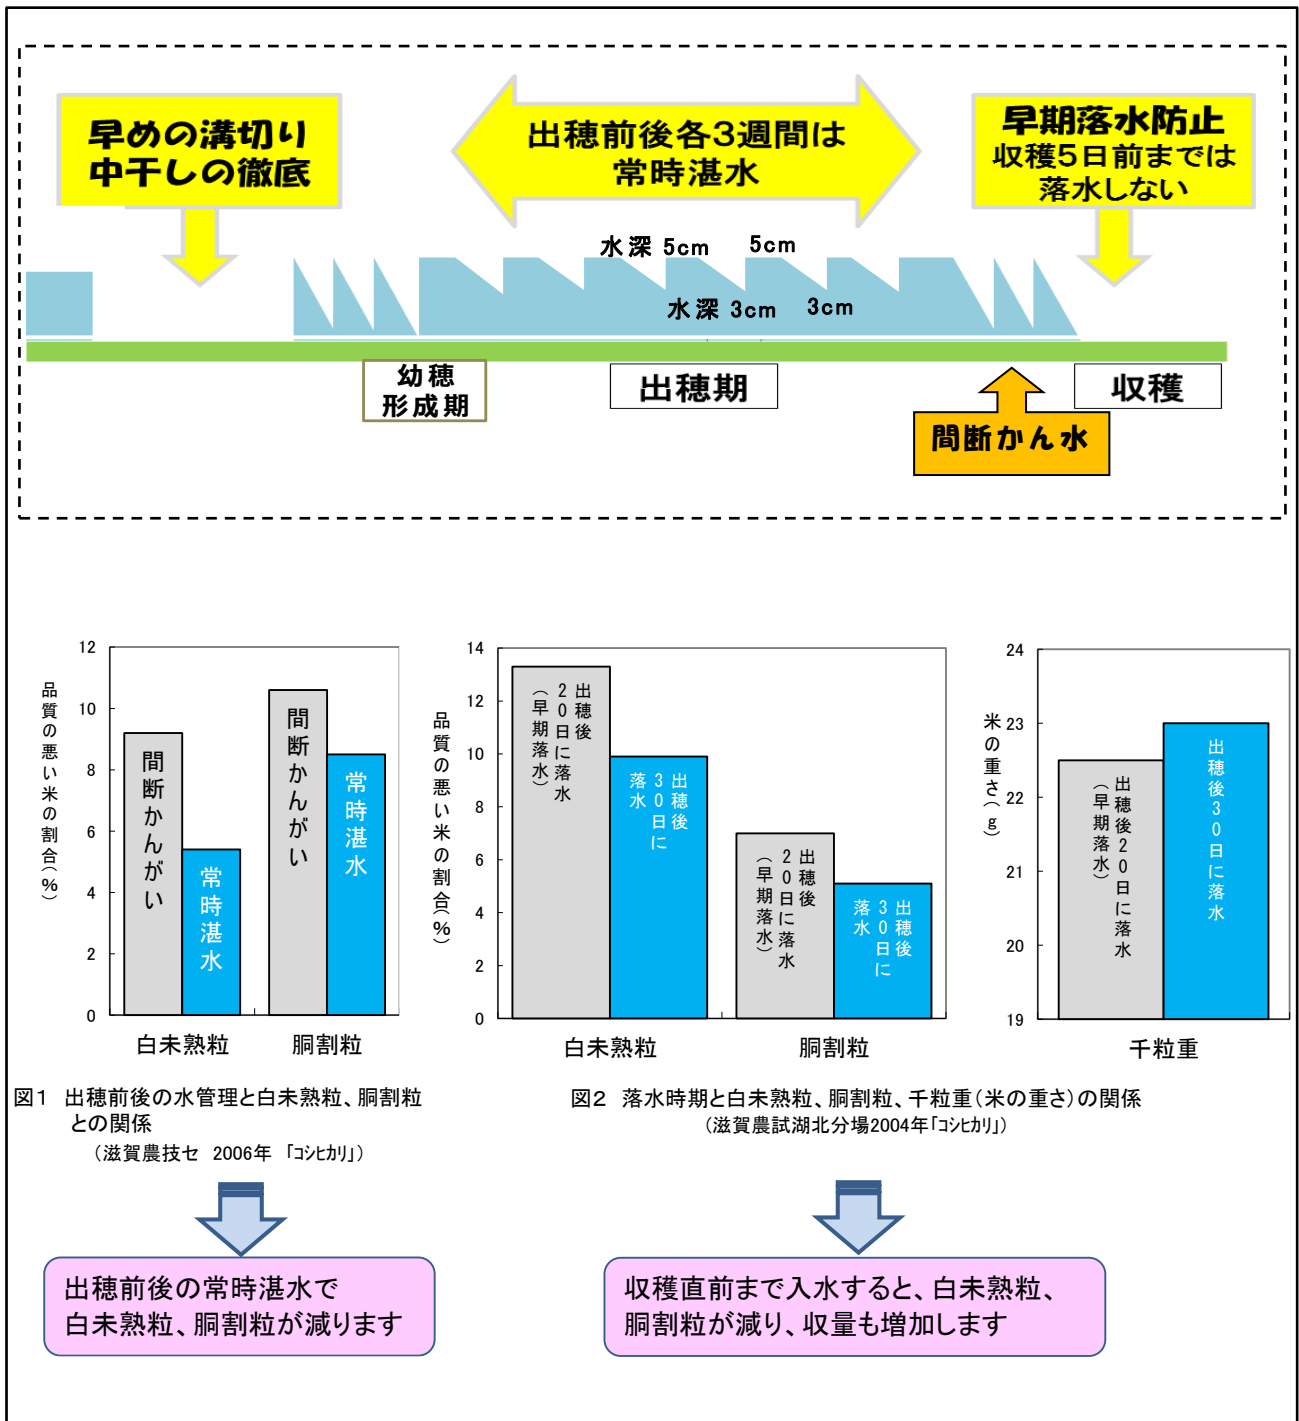 早めの溝切り
中干しの徹底
出穂前後各3週間は
常時湛水
早期落水防止
収穫5日前までは
落水しない
水深 5cm
5cm
水深 3cm
3cm
幼穂
形成期
出穂期
収穫
間断かん水
品質の悪い米の割合(%)
12
10
8
6
4
2
0
間断かんがい
常時湛水
間断かんがい
常時湛水
白未熟粒
胴割粒
図1 出穂前後の水管理と白未熟粒、胴割粒
との関係
(滋賀農技セ 2006年 「コシヒカリ」)
品質の悪い米の割合(%)
14
12
10
8
6
4
2
0
出穂後
20日に落水
(早期落水)
出穂後
30日に
落水
出穂後
20日に落水
(早期落水)
出穂後
30日に
落水
白未熟粒
胴割粒
米の重さ(g)
24
23
22
21
20
19
出穂後20日に落水
(早期落水)
出穂後30日に落水
千粒重
図2 落水時期と白未熟粒、胴割粒、千粒重(米の重さ)の関係
(滋賀農試湖北分場2004年「コシヒカリ」)
出穂前後の常時湛水で
白未熟粒、胴割粒が減ります
収穫直前まで入水すると、白未熟粒、
胴割粒が減り、収量も増加します